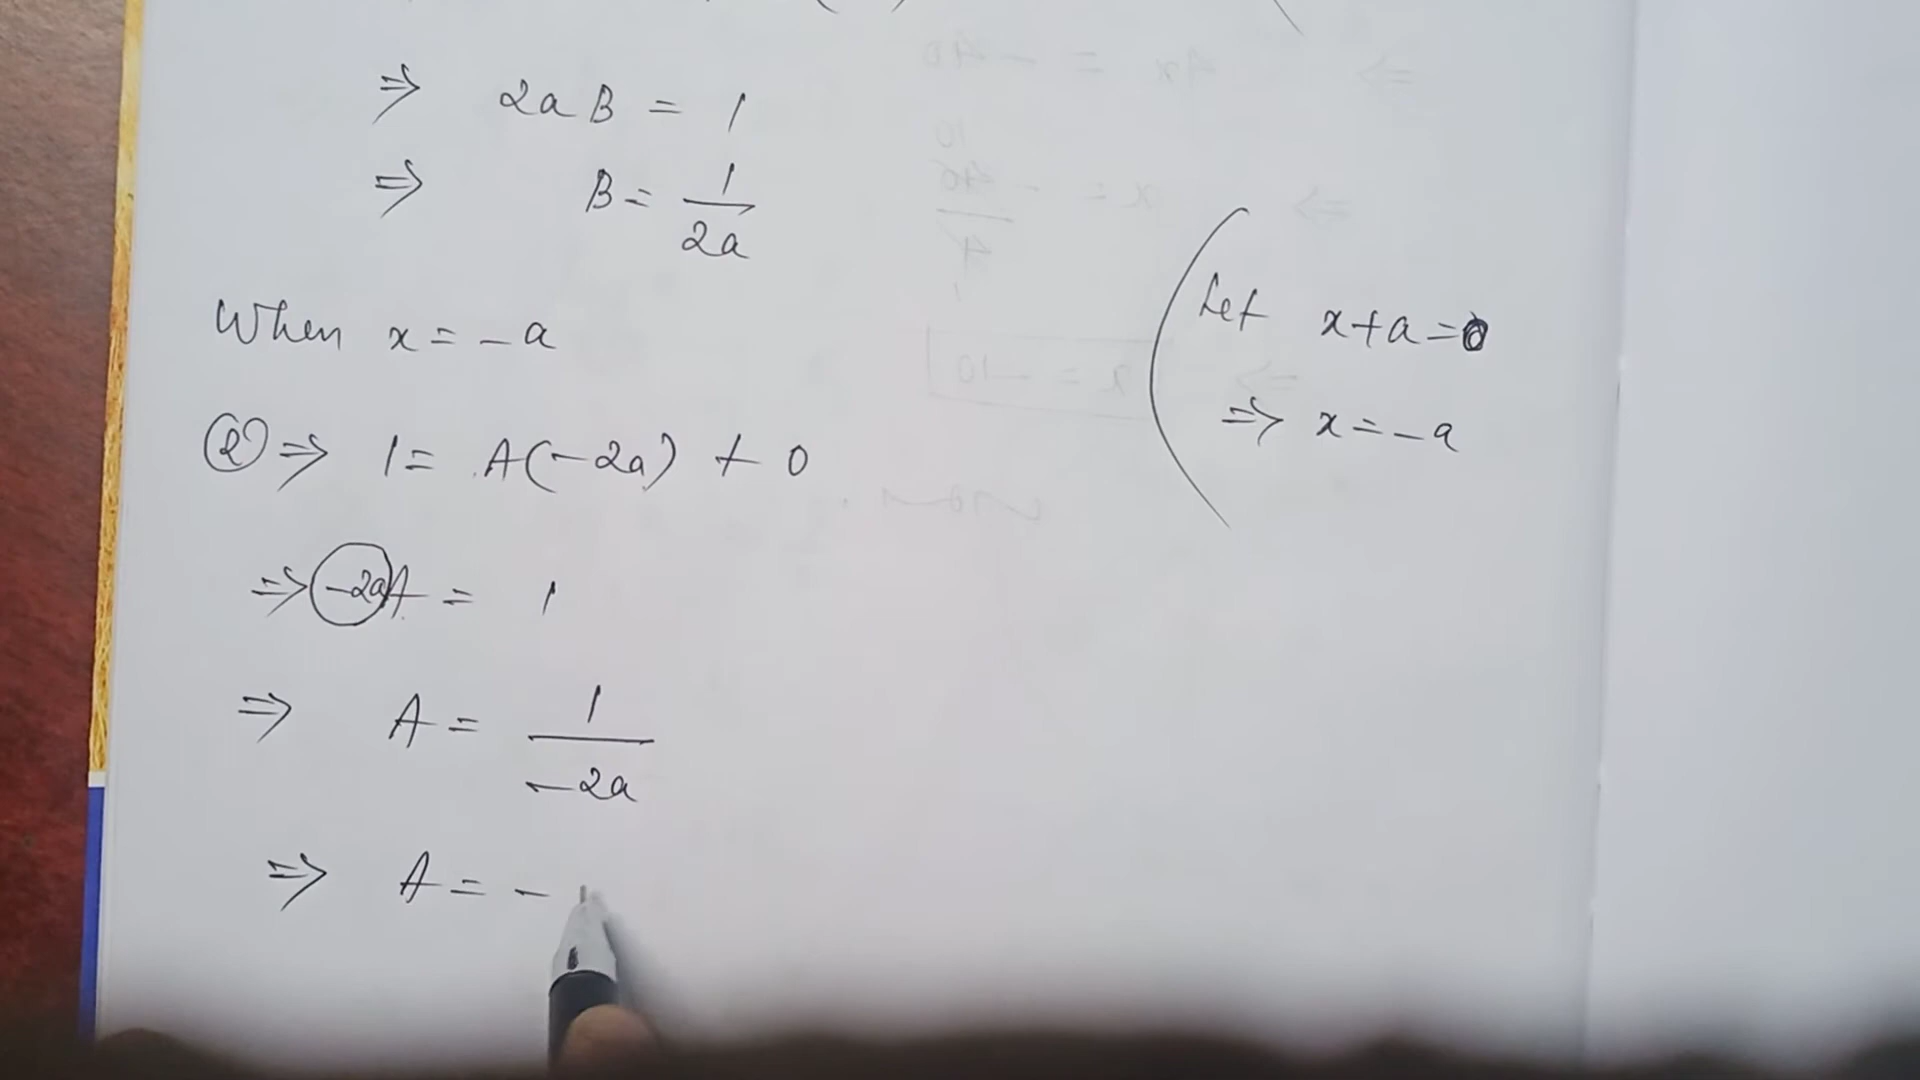 ⇒ 2aB = 1
⇒ B = 1/2a
When x = -a
② ⇒ 1 = A(-2a) + 0
⇒ -2aA = 1
⇒ A = 1/-2a
⇒ A = -
Let x+a=0
⇒ x = -a